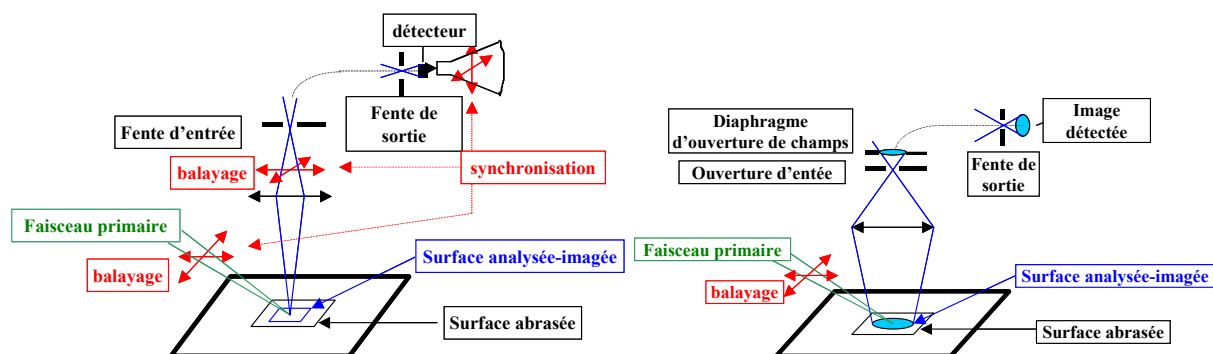 détecteur
Fente d'entrée
Fente de
sortie
balayage
synchronisation
Faisceau primaire
balayage
Surface analysée-imagée
Surface abrasée
Diaphragme
d'ouverture de champs
Ouverture d'entée
Image
détectée
Fente de
sortie
Faisceau primaire
balayage
Surface analysée-imagée
Surface abrasée